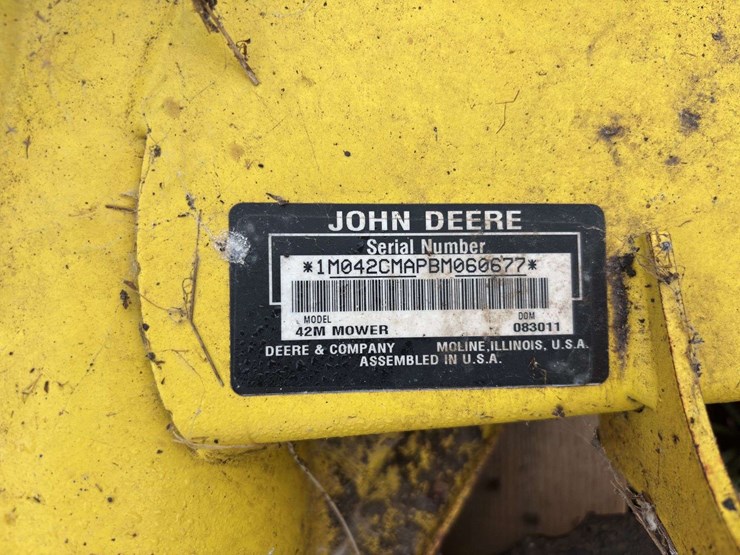 JOHN DEERE
Serial Number
*1M042CMAPBM060677*
MODEL DOM
42M MOWER 083011
DEERE & COMPANY MOLINE, ILLINOIS, U.S.A.
ASSEMBLED IN U.S.A.